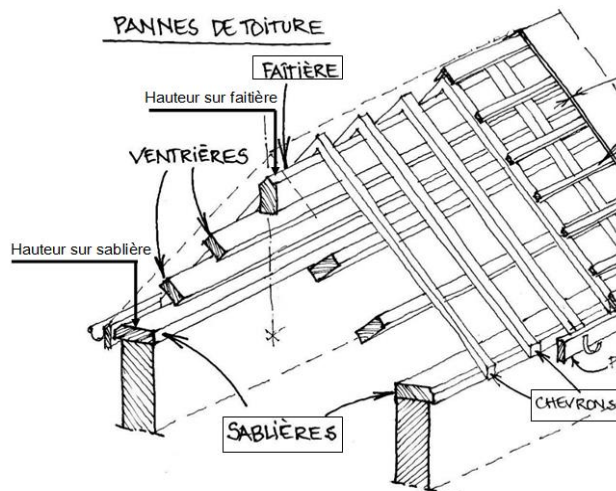 PANNES DE TOITURE
FAÎTIÈRE
Hauteur sur faîtière
VENTRIÈRES
Hauteur sur sablière
CHEVRONS
SABLIÈRES